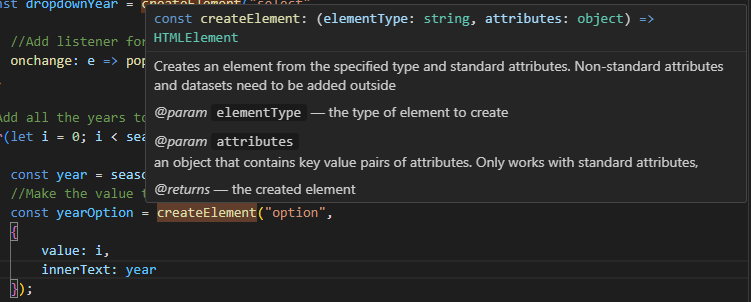 const dropdownYear = createElement("select"
const createElement: (elementType: string, attributes: object) =>
HTMLElement
//Add listener for
onchange: e => pop
Creates an element from the specified type and standard attributes. Non-standard attributes
and datasets need to be added outside
@param elementType — the type of element to create
Add all the years to
r(let i = 0; i < sea
@param attributes
an object that contains key value pairs of attributes. Only works with standard attributes,
const year = seaso
//Make the value t
@returns — the created element
const yearOption = createElement("option",
{
value: i,
innerText: year
});